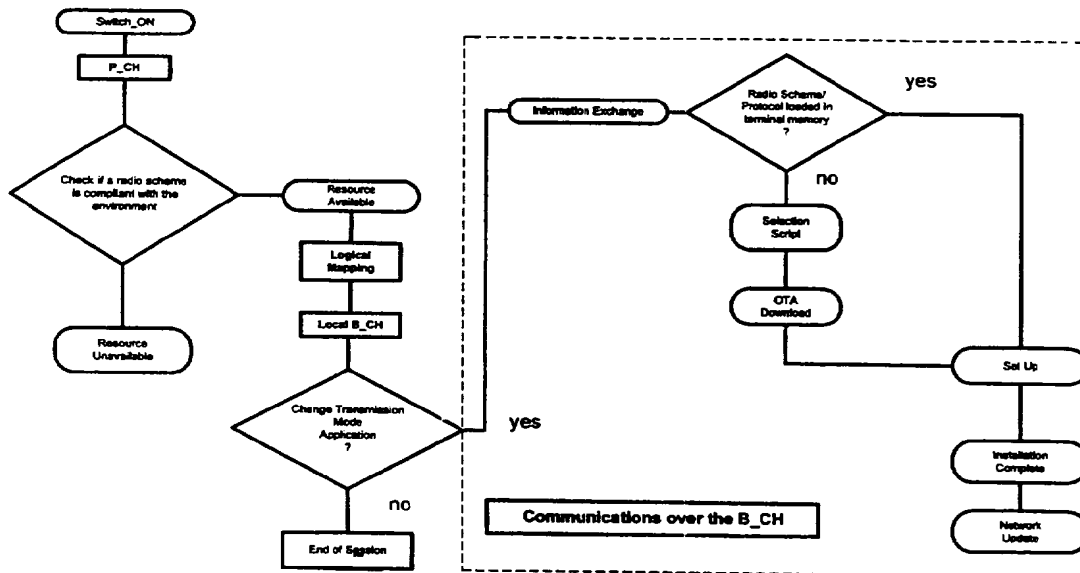 Switch_ON
P_CH
Check if a radio scheme
is compliant with the
environment
Resource
Unavailable
Resource
Available
Logical
Mapping
Local B_CH
Change Transmission
Mode
Application
?
yes
no
End of Session
Information Exchange
Radio Scheme/
Protocol loaded in
terminal memory
?
yes
no
Selection
Script
OTA
Download
Set Up
Installation
Complete
Network
Update
Communications over the B_CH